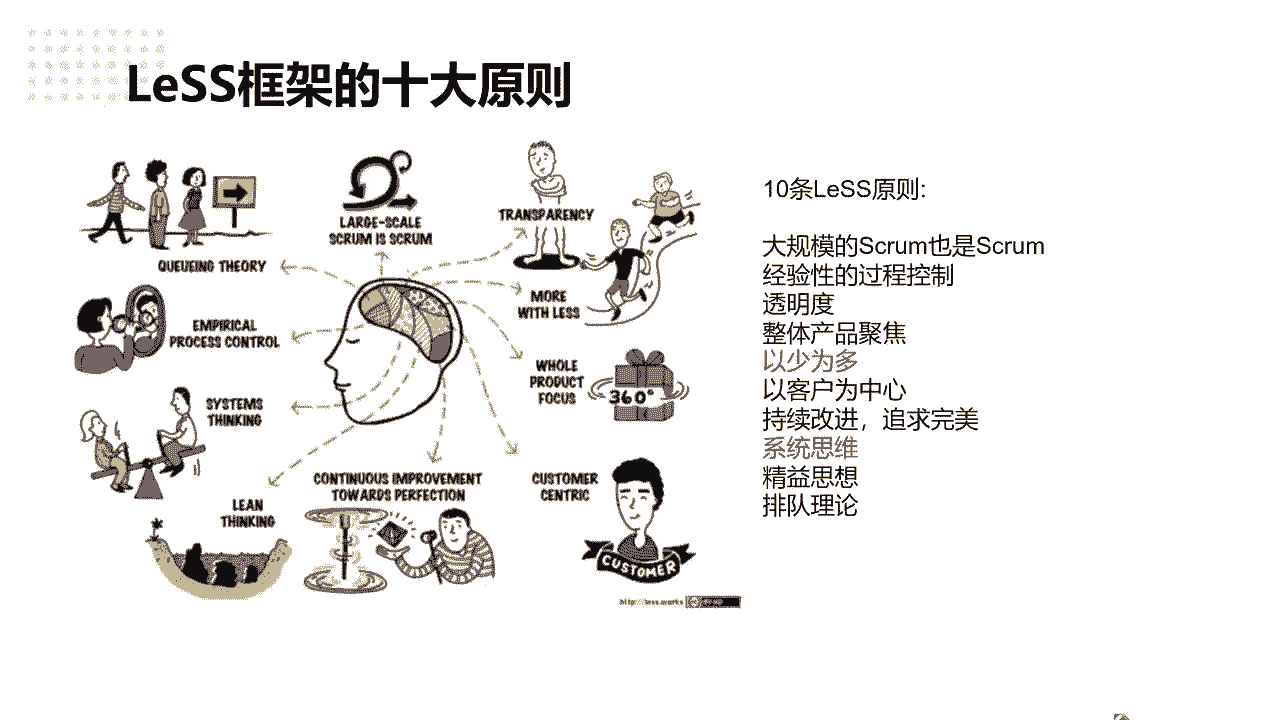 LeSS框架的十大原则
LARGE-SCALE
SCRUM IS SCRUM
TRANSPARENCY
QUEUEING THEORY
MORE
WITH LESS
EMPIRICAL
PROCESS CONTROL
WHOLE
PRODUCT
FOCUS
360°
SYSTEMS
THINKING
CONTINUOUS IMPROVEMENT
TOWARDS PERFECTION
CUSTOMER
CENTRIC
LEAN
THINKING
CUSTOMER
10条LeSS原则:
大规模的Scrum也是Scrum
经验性的过程控制
透明度
整体产品聚焦
以少为多
以客户为中心
持续改进，追求完美
系统思维
精益思想
排队理论